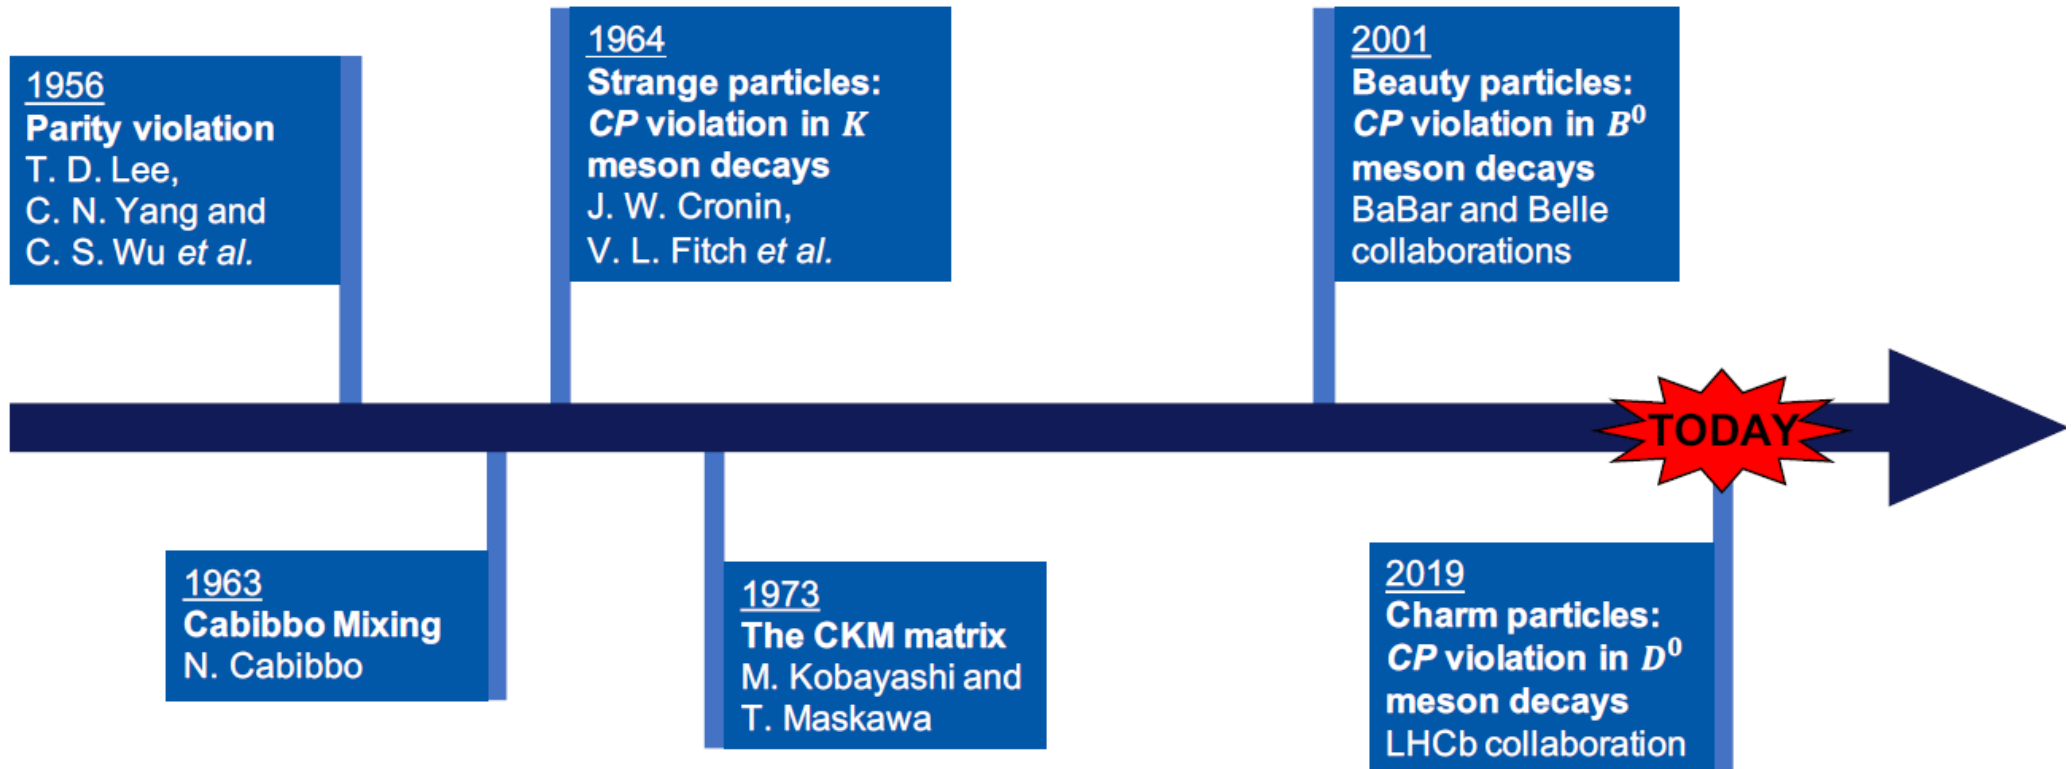 1956
Parity violation
T. D. Lee,
C. N. Yang and
C. S. Wu et al.
1964
Strange particles:
CP violation in K
meson decays
J. W. Cronin,
V. L. Fitch et al.
2001
Beauty particles:
CP violation in B⁰
meson decays
BaBar and Belle
collaborations
TODAY
1963
Cabibbo Mixing
N. Cabibbo
1973
The CKM matrix
M. Kobayashi and
T. Maskawa
2019
Charm particles:
CP violation in D⁰
meson decays
LHCb collaboration